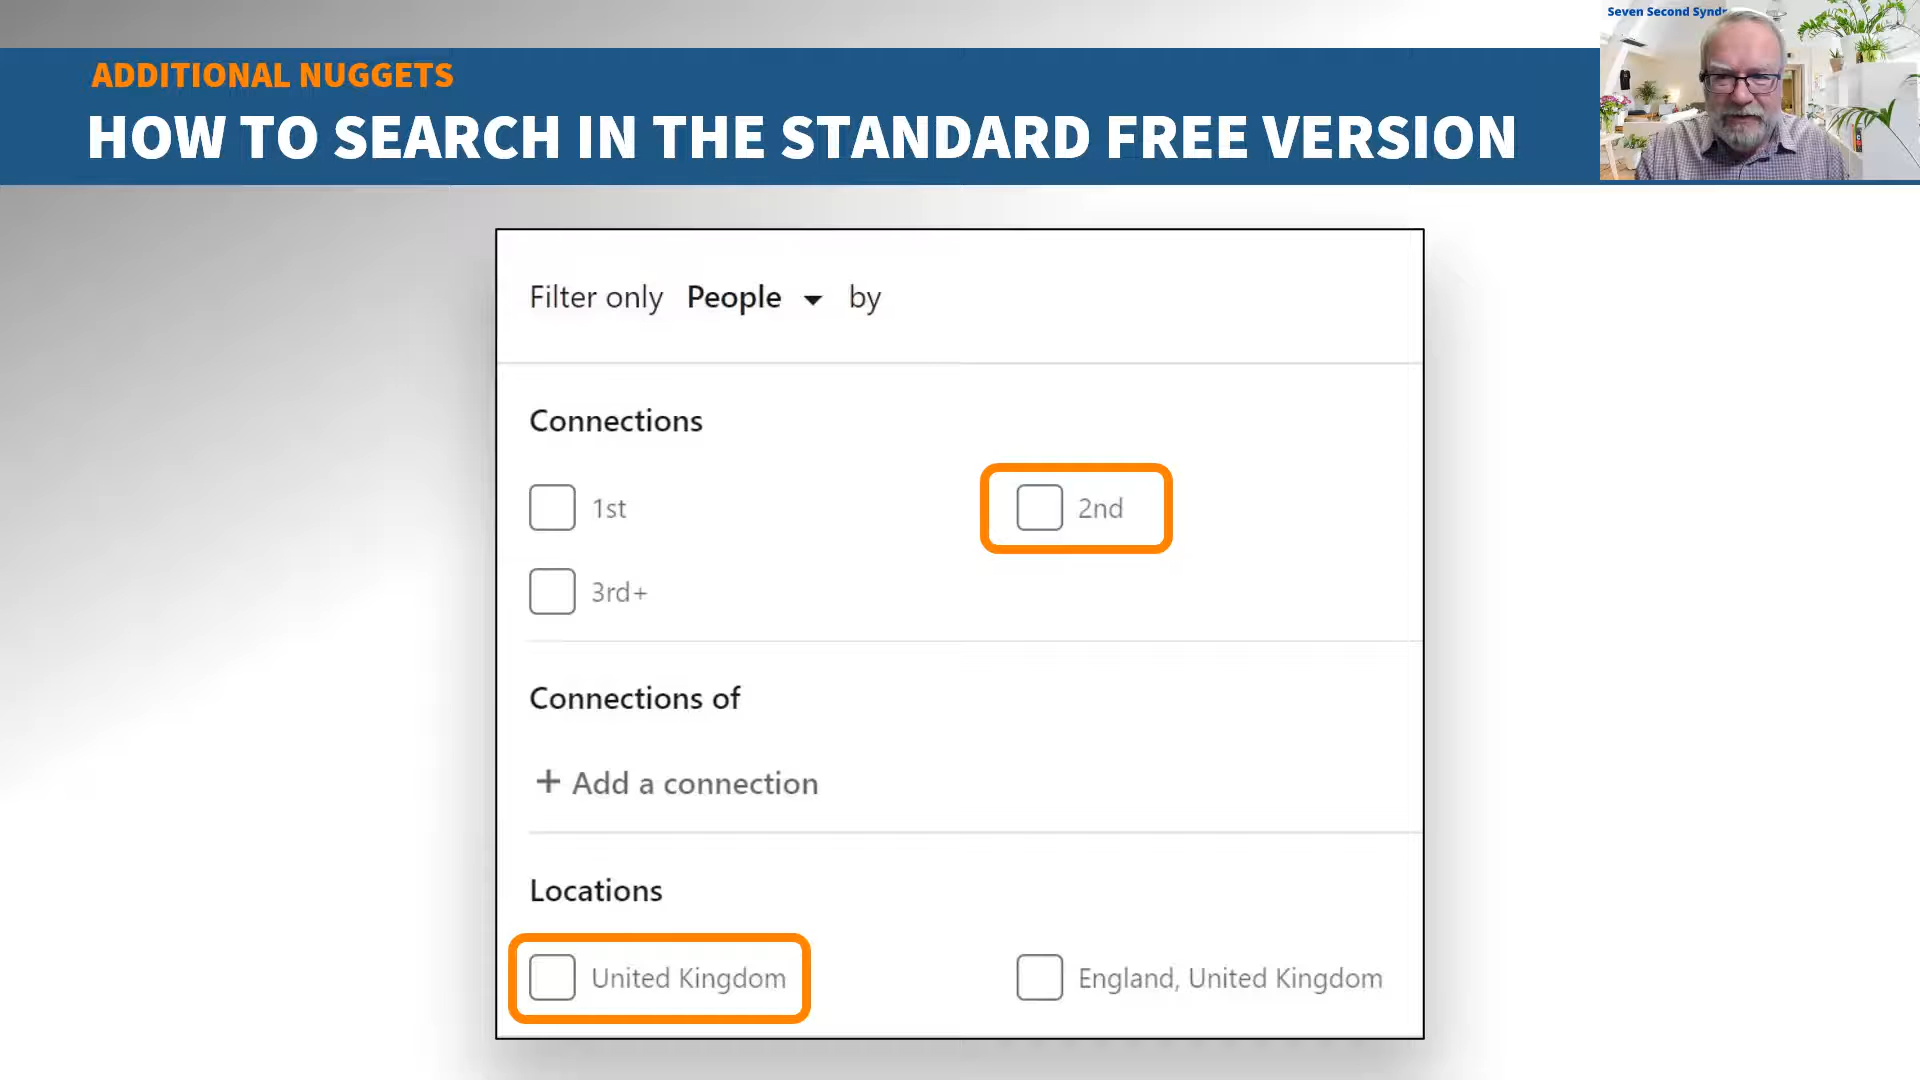 Seven Second Syndr
ADDITIONAL NUGGETS
HOW TO SEARCH IN THE STANDARD FREE VERSION
Filter only People by
Connections
1st 2nd
3rd+
Connections of
+ Add a connection
Locations
United Kingdom England, United Kingdom